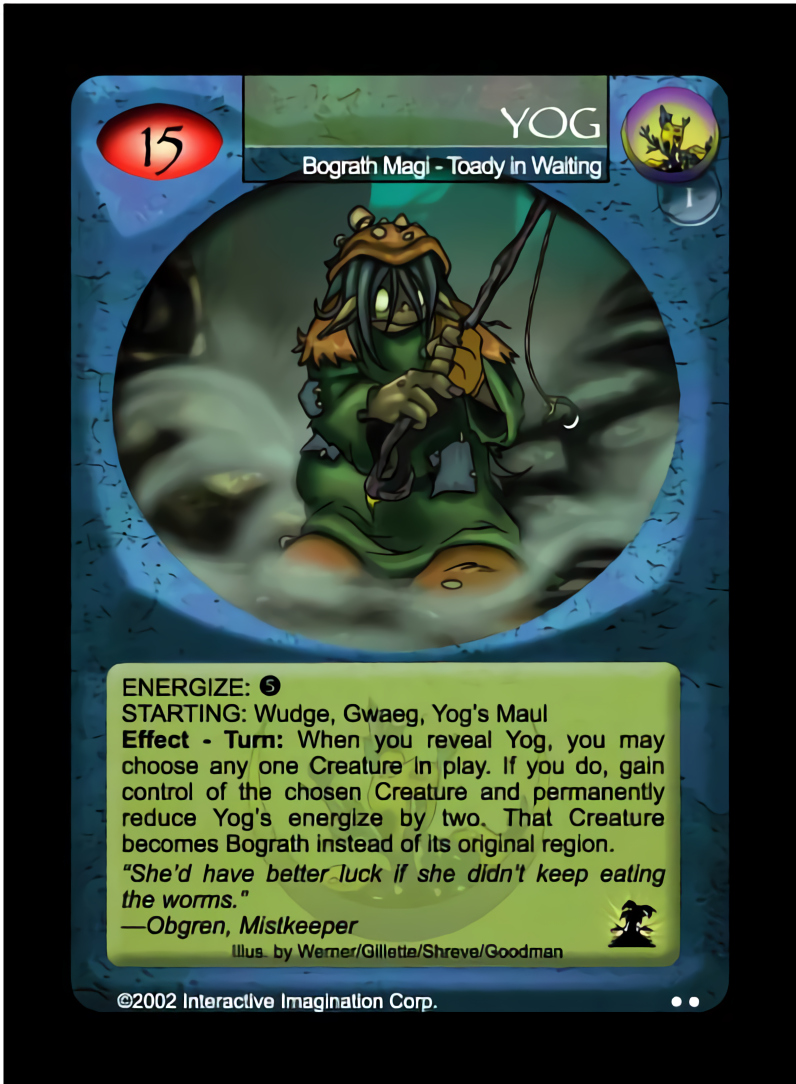 15
YOG
Bograth Magi - Toady in Waiting
1
ENERGIZE: 5
STARTING: Wudge, Gwaeg, Yog's Maul
Effect - Turn: When you reveal Yog, you may
choose any one Creature in play. If you do, gain
control of the chosen Creature and permanently
reduce Yog's energize by two. That Creature
becomes Bograth instead of its original region.
"She'd have better luck if she didn't keep eating
the worms."
—Obgren, Mistkeeper
Illus. by Werner/Gillette/Shreve/Goodman
©2002 Interactive Imagination Corp.